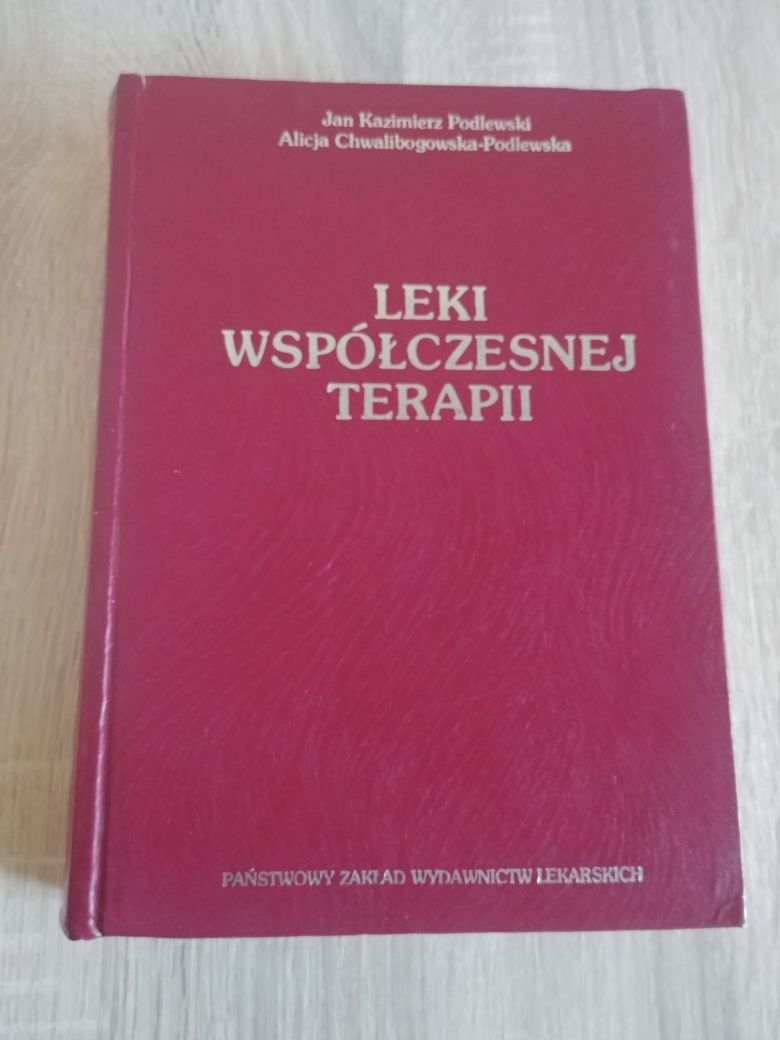 Jan Kazimierz Podlewski
Alicja Chwalibogowska-Podlewska
LEKI
WSPÓŁCZESNEJ
TERAPII
PAŃSTWOWY ZAKŁAD WYDAWNICTW LEKARSKICH